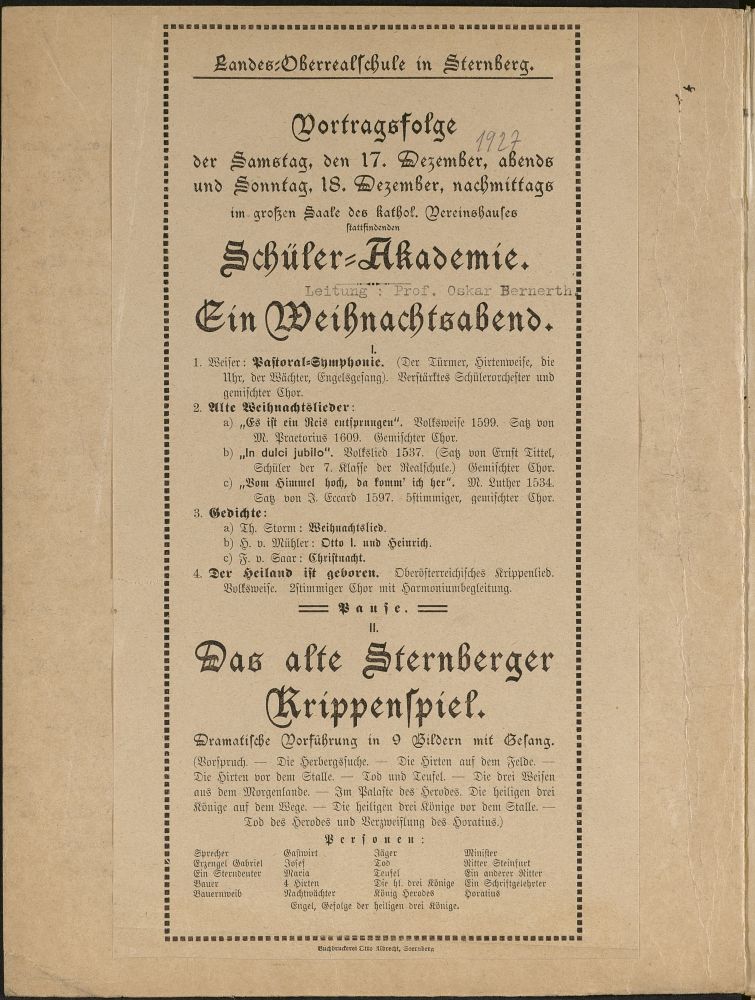 Landes-Oberrealschule in Sternberg.
Vortragsfolge
1927
der Samstag, den 17. Dezember, abends
und Sonntag, 18. Dezember, nachmittags
im großen Saale des kathol. Vereinshauses
stattfindenden
Schüler-Akademie.
Leitung : Prof. Oskar Bernerth.
Ein Weihnachtsabend.
I.
1. Weiser: Pastoral-Symphonie. (Der Türmer, Hirtenweise, die
Uhr, der Wächter, Engelsgesang). Verstärktes Schülerorchester und
gemischter Chor.
2. Alte Weihnachtslieder:
a) „Es ist ein Reis entsprungen". Volksweise 1599. Satz von
M. Praetorius 1609. Gemischter Chor.
b) „In dulci jubilo". Volkslied 1537. (Satz von Ernst Tittel,
Schüler der 7. Klasse der Realschule.) Gemischter Chor.
c) „Vom Himmel hoch, da komm' ich her". M. Luther 1534.
Satz von J. Eccard 1597. 5stimmiger, gemischter Chor.
3. Gedichte:
a) Th. Storm: Weihnachtslied.
b) H. v. Mühler: Otto I. und Heinrich.
c) F. v. Saar: Christnacht.
4. Der Heiland ist geboren. Oberösterreichisches Krippenlied.
Volksweise. 2stimmiger Chor mit Harmoniumbegleitung.
Pause.
II.
Das alte Sternberger
Krippenspiel.
Dramatische Vorführung in 9 Bildern mit Gesang.
(Vorspruch. — Die Herbergssuche. — Die Hirten auf dem Felde. —
Die Hirten vor dem Stalle. — Tod und Teufel. — Die drei Weisen
aus dem Morgenlande. — Im Palaste des Herodes. Die heiligen drei
Könige auf dem Wege. — Die heiligen drei Könige vor dem Stalle. —
Tod des Herodes und Verzweiflung des Horatius.)
Personen:
Sprecher Gastwirt Jäger Minister
Erzengel Gabriel Josef Tod Ritter Steinfurt
Ein Sterndeuter Maria Teufel Ein anderer Ritter
Bauer 4 Hirten Die hl. drei Könige Ein Schriftgelehrter
Bauernweib Nachtwächter König Herodes Horatius
Engel, Gefolge der heiligen drei Könige.
Buchdruckerei Otto Albrecht, Sternberg